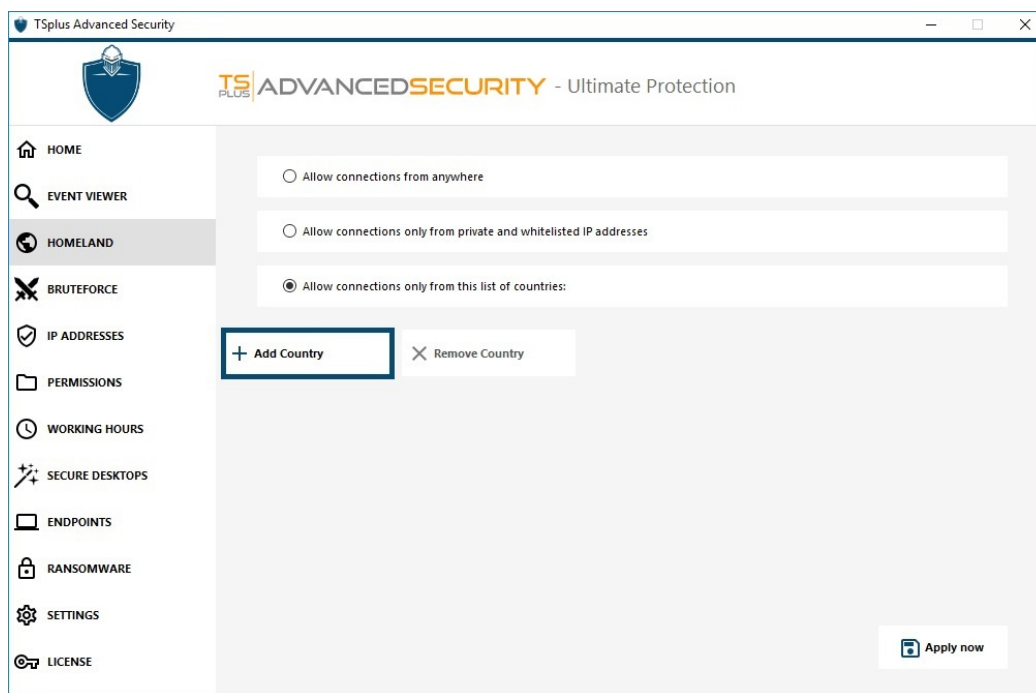 TSplus Advanced Security
TS PLUS ADVANCEDSECURITY - Ultimate Protection
HOME
EVENT VIEWER
HOMELAND
BRUTEFORCE
IP ADDRESSES
PERMISSIONS
WORKING HOURS
SECURE DESKTOPS
ENDPOINTS
RANSOMWARE
SETTINGS
LICENSE
Allow connections from anywhere
Allow connections only from private and whitelisted IP addresses
Allow connections only from this list of countries:
Add Country
Remove Country
Apply now